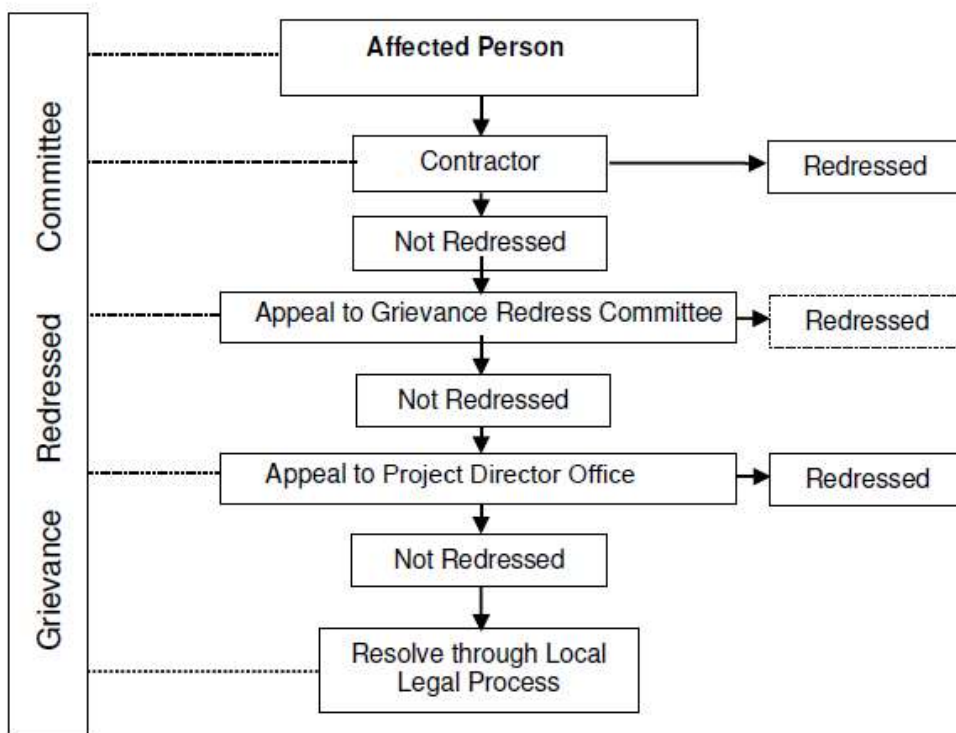 Grievance Redressed Committee
Affected Person
Contractor
Redressed
Not Redressed
Appeal to Grievance Redress Committee
Redressed
Not Redressed
Appeal to Project Director Office
Redressed
Not Redressed
Resolve through Local
Legal Process